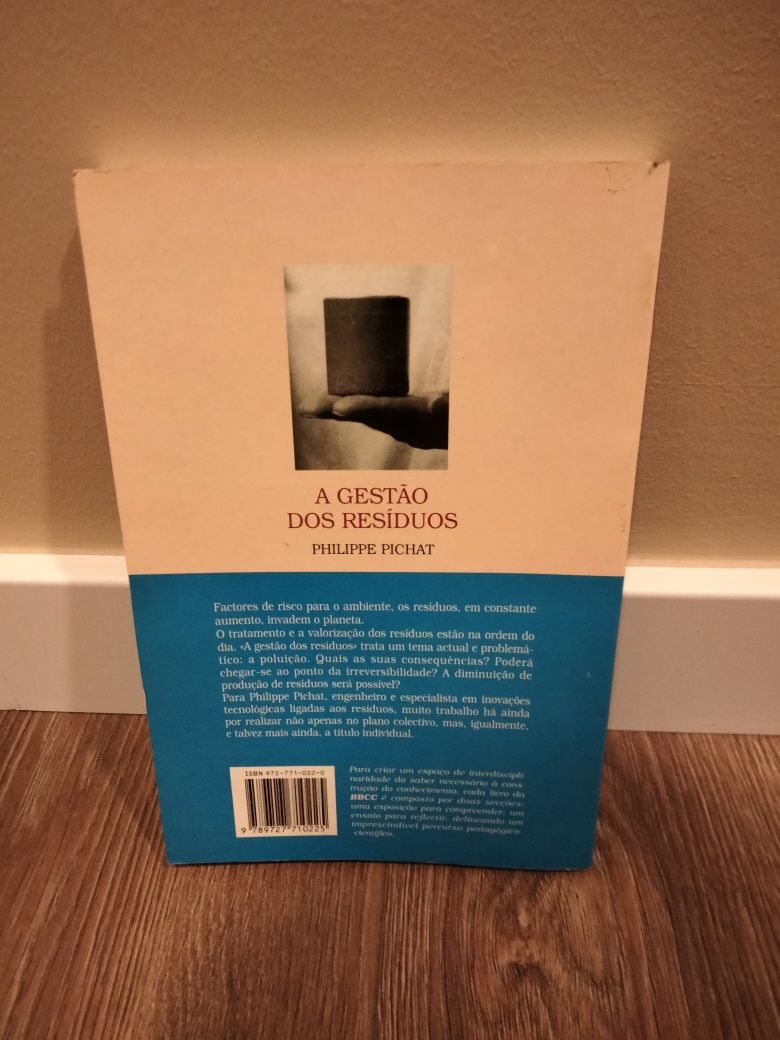 A GESTÃO
DOS RESÍDUOS
PHILIPPE PICHAT
Factores de risco para o ambiente, os resíduos, em constante
aumento, invadem o planeta.
O tratamento e a valorização dos resíduos estão na ordem do
dia. «A gestão dos resíduos» trata um tema actual e problemá-
tico: a poluição. Quais as suas consequências? Poderá
chegar-se ao ponto da irreversibilidade? A diminuição de
produção de resíduos será possível?
Para Philippe Pichat, engenheiro e especialista em inovações
tecnológicas ligadas aos resíduos, muito trabalho há ainda
por realizar não apenas no plano colectivo, mas, igualmente,
e talvez mais ainda, a título individual.
ISBN 972-771-022-0
9 789727 710225
Para criar um espaço de interdiscipli-
naridade do saber necessário à cons-
trução do conhecimento, cada livro da
BBCC é composto por duas secções:
uma exposição para compreender; um
ensaio para reflectir, delineando um
imprescindível percurso pedagógico-
-científico.